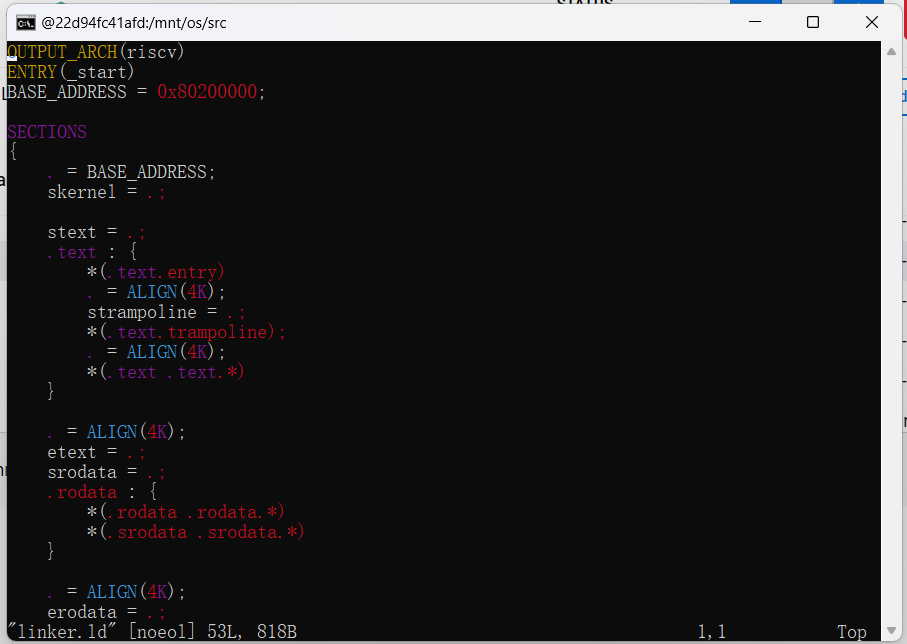 @22d94fc41afd:/mnt/os/src
OUTPUT_ARCH(riscv)
ENTRY(_start)
BASE_ADDRESS = 0x80200000;

SECTIONS
{
    . = BASE_ADDRESS;
    skernel = .;

    stext = .;
    .text : {
        *(.text.entry)
        . = ALIGN(4K);
        strampoline = .;
        *(.text.trampoline);
        . = ALIGN(4K);
        *(.text .text.*)
    }

    . = ALIGN(4K);
    etext = .;
    srodata = .;
    .rodata : {
        *(.rodata .rodata.*)
        *(.srodata .srodata.*)
    }

    . = ALIGN(4K);
    erodata = .;
"linker.ld" [noeol] 53L, 818B 1,1 Top